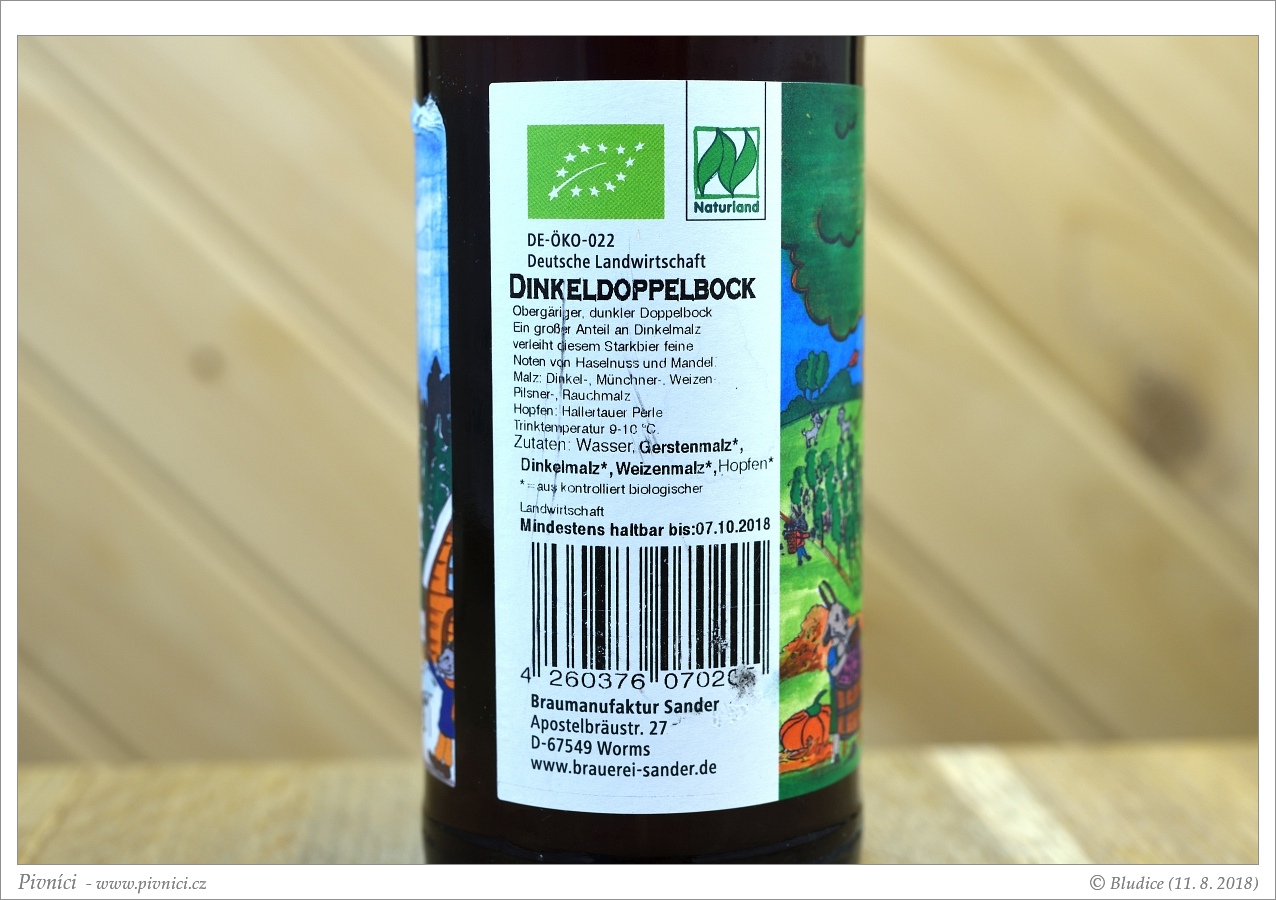 Naturland
DE-ÖKO-022
Deutsche Landwirtschaft
DINKELDOPPELBOCK
Obergäriger, dunkler Doppelbock
Ein großer Anteil an Dinkelmalz
verleiht diesem Starkbier feine
Noten von Haselnuss und Mandel.
Malz: Dinkel-, Münchner-. Weizen-
Pilsner-, Rauchmalz
Hopfen: Hallertauer Perle
Trinktemperatur 9-10 °C.
Zutaten: Wasser, Gerstenmalz*,
Dinkelmalz*, Weizenmalz*, Hopfen*
*= aus kontrolliert biologischer
Landwirtschaft
Mindestens haltbar bis:07.10.2018
4 260376
Braumanufaktur Sander
Apostelbräustr. 27
D-67549 Worms
www.brauerei-sander.de
Pivníci - www.pivnici.cz
© Bludice (11. 8. 2018)